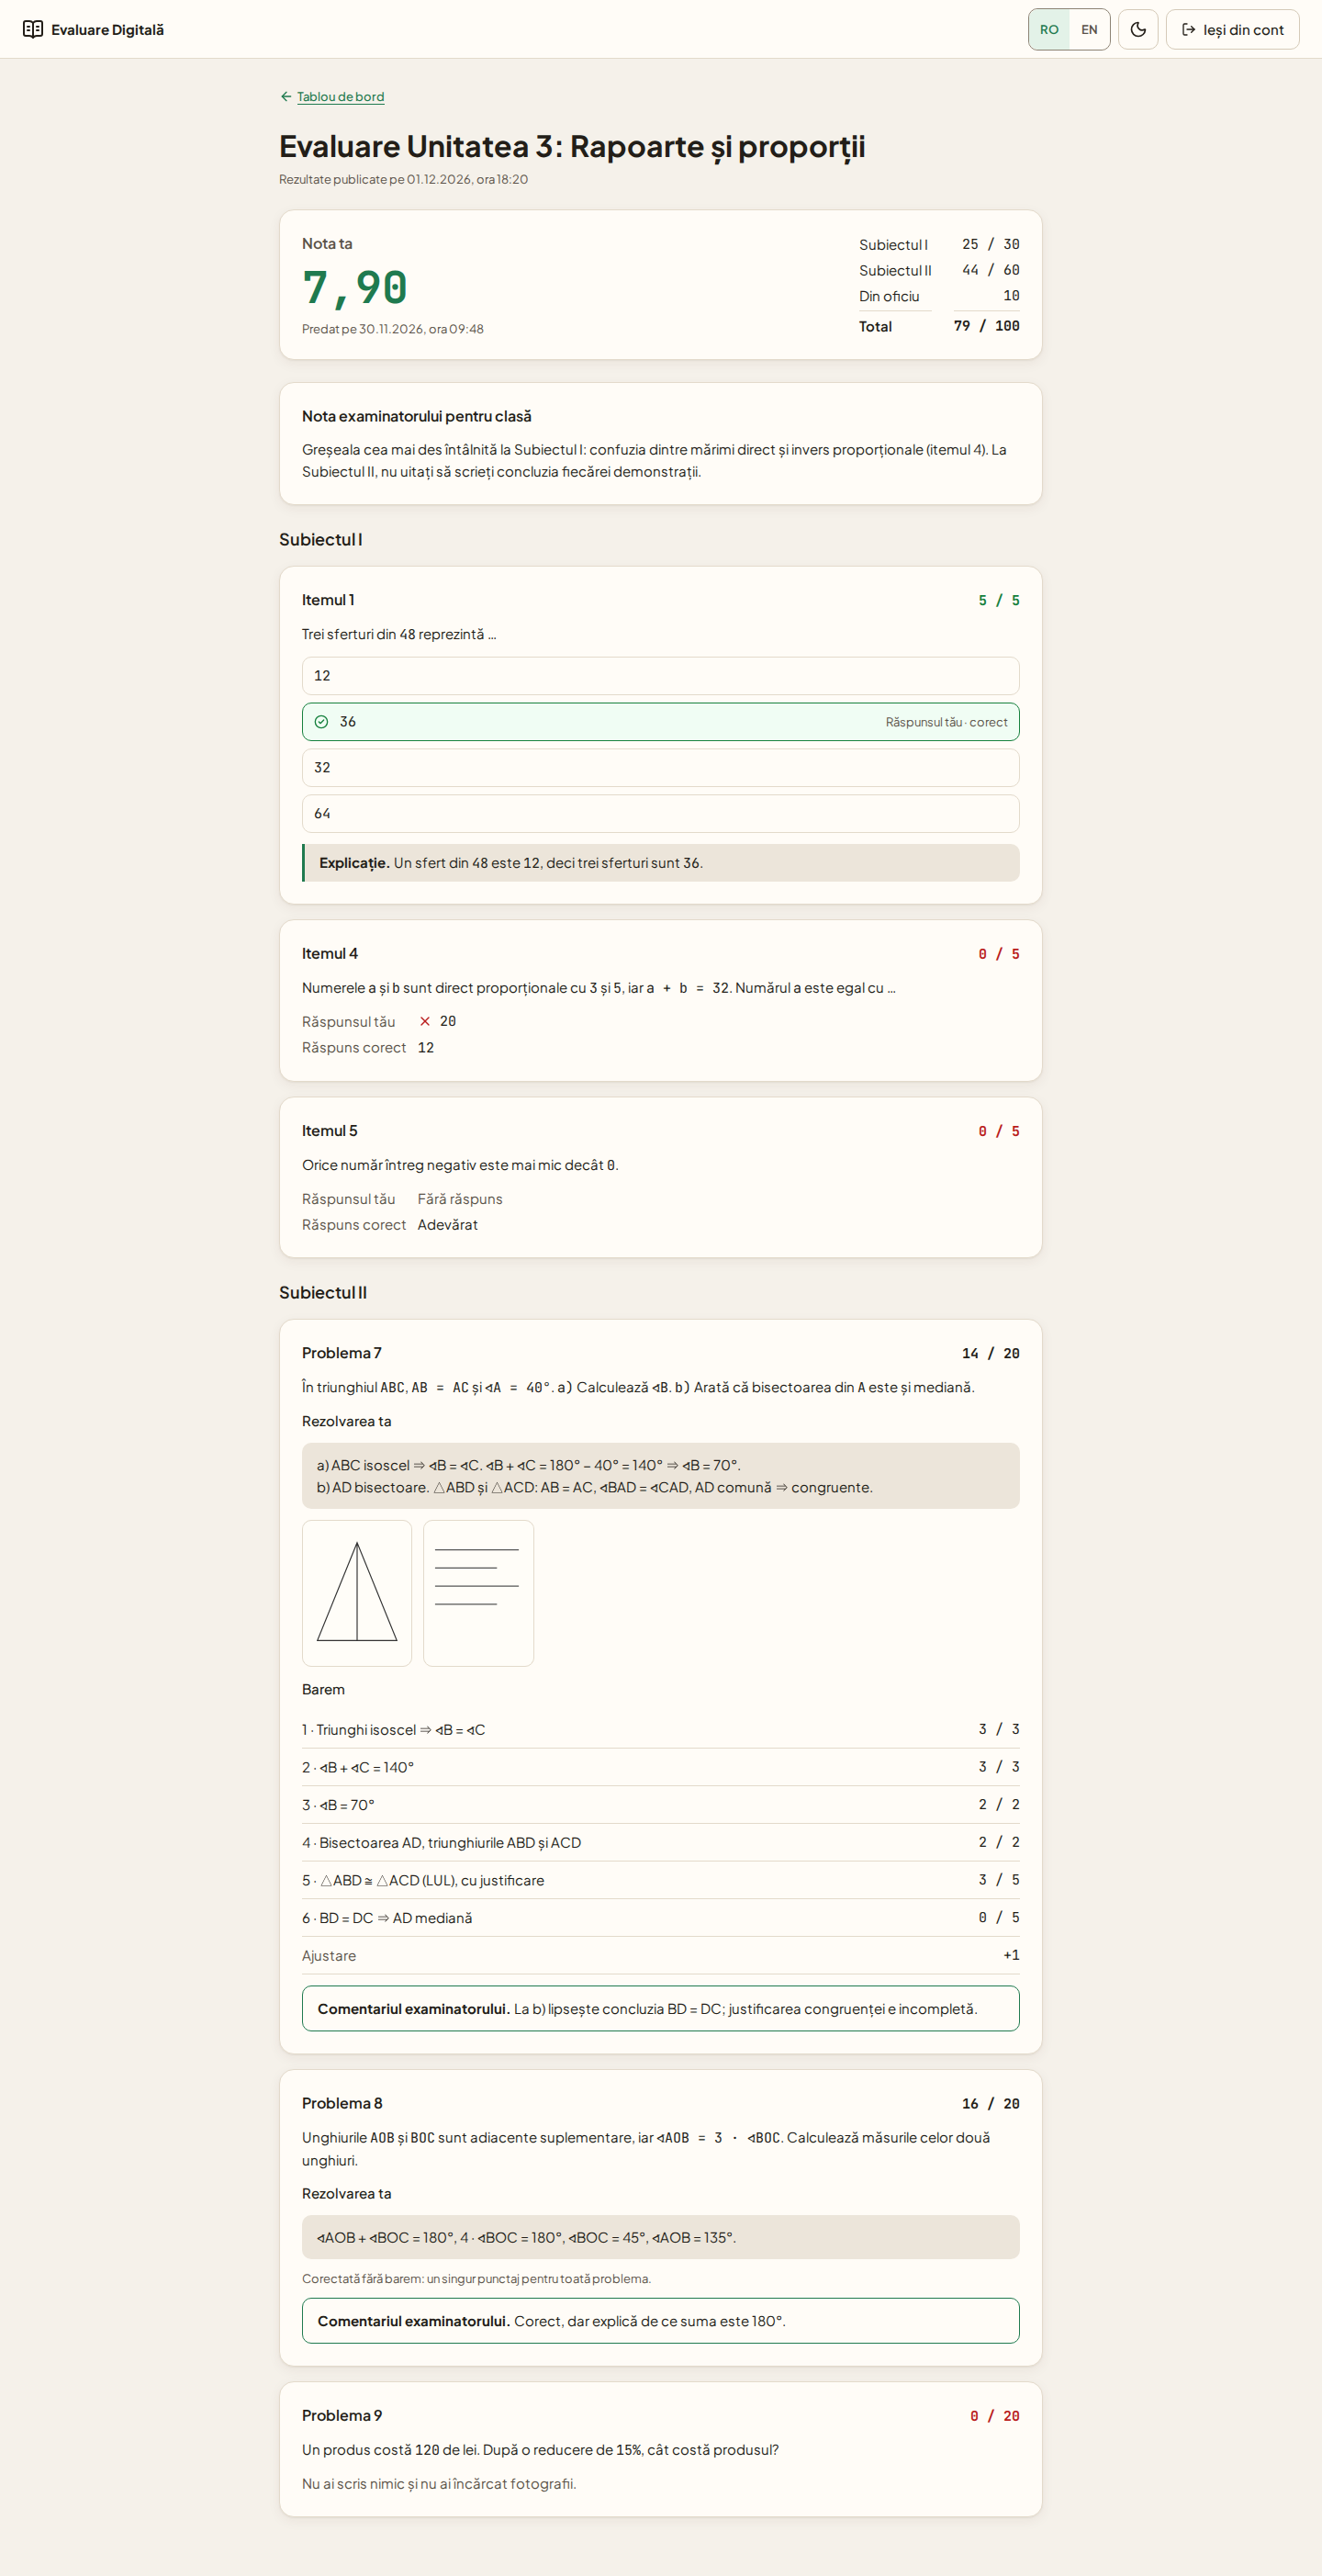 Evaluare Digitală
RO EN Ieși din cont
Tablou de bord
Evaluare Unitatea 3: Rapoarte și proporții
Rezultate publicate pe 01.12.2026, ora 18:20
Nota ta
7,90
Predat pe 30.11.2026, ora 09:48
Subiectul I 25 / 30
Subiectul II 44 / 60
Din oficiu 10
Total 79 / 100
Nota examinatorului pentru clasă
Greșeala cea mai des întâlnită la Subiectul I: confuzia dintre mărimi direct și invers proporționale (itemul 4). La
Subiectul II, nu uitați să scrieți concluzia fiecărei demonstrații.
Subiectul I
Itemul 1 5 / 5
Trei sferturi din 48 reprezintă …
12
36 Răspunsul tău · corect
32
64
Explicație. Un sfert din 48 este 12, deci trei sferturi sunt 36.
Itemul 4 0 / 5
Numerele a și b sunt direct proporționale cu 3 și 5, iar a + b = 32. Numărul a este egal cu …
Răspunsul tău 20
Răspuns corect 12
Itemul 5 0 / 5
Orice număr întreg negativ este mai mic decât 0.
Răspunsul tău Fără răspuns
Răspuns corect Adevărat
Subiectul II
Problema 7 14 / 20
În triunghiul ABC, AB = AC și ∢A = 40°. a) Calculează ∢B. b) Arată că bisectoarea din A este și mediană.
Rezolvarea ta
a) ABC isoscel ⇒ ∢B = ∢C. ∢B + ∢C = 180° − 40° = 140° ⇒ ∢B = 70°.
b) AD bisectoare. △ABD și △ACD: AB = AC, ∢BAD = ∢CAD, AD comună ⇒ congruente.
Barem
1 · Triunghi isoscel ⇒ ∢B = ∢C 3 / 3
2 · ∢B + ∢C = 140° 3 / 3
3 · ∢B = 70° 2 / 2
4 · Bisectoarea AD, triunghiurile ABD și ACD 2 / 2
5 · △ABD ≅ △ACD (LUL), cu justificare 3 / 5
6 · BD = DC ⇒ AD mediană 0 / 5
Ajustare +1
Comentariul examinatorului. La b) lipsește concluzia BD = DC; justificarea congruenței e incompletă.
Problema 8 16 / 20
Unghiurile AOB și BOC sunt adiacente suplementare, iar ∢AOB = 3 · ∢BOC. Calculează măsurile celor două
unghiuri.
Rezolvarea ta
∢AOB + ∢BOC = 180°, 4 · ∢BOC = 180°, ∢BOC = 45°, ∢AOB = 135°.
Corectată fără barem: un singur punctaj pentru toată problema.
Comentariul examinatorului. Corect, dar explică de ce suma este 180°.
Problema 9 0 / 20
Un produs costă 120 de lei. După o reducere de 15%, cât costă produsul?
Nu ai scris nimic și nu ai încărcat fotografii.